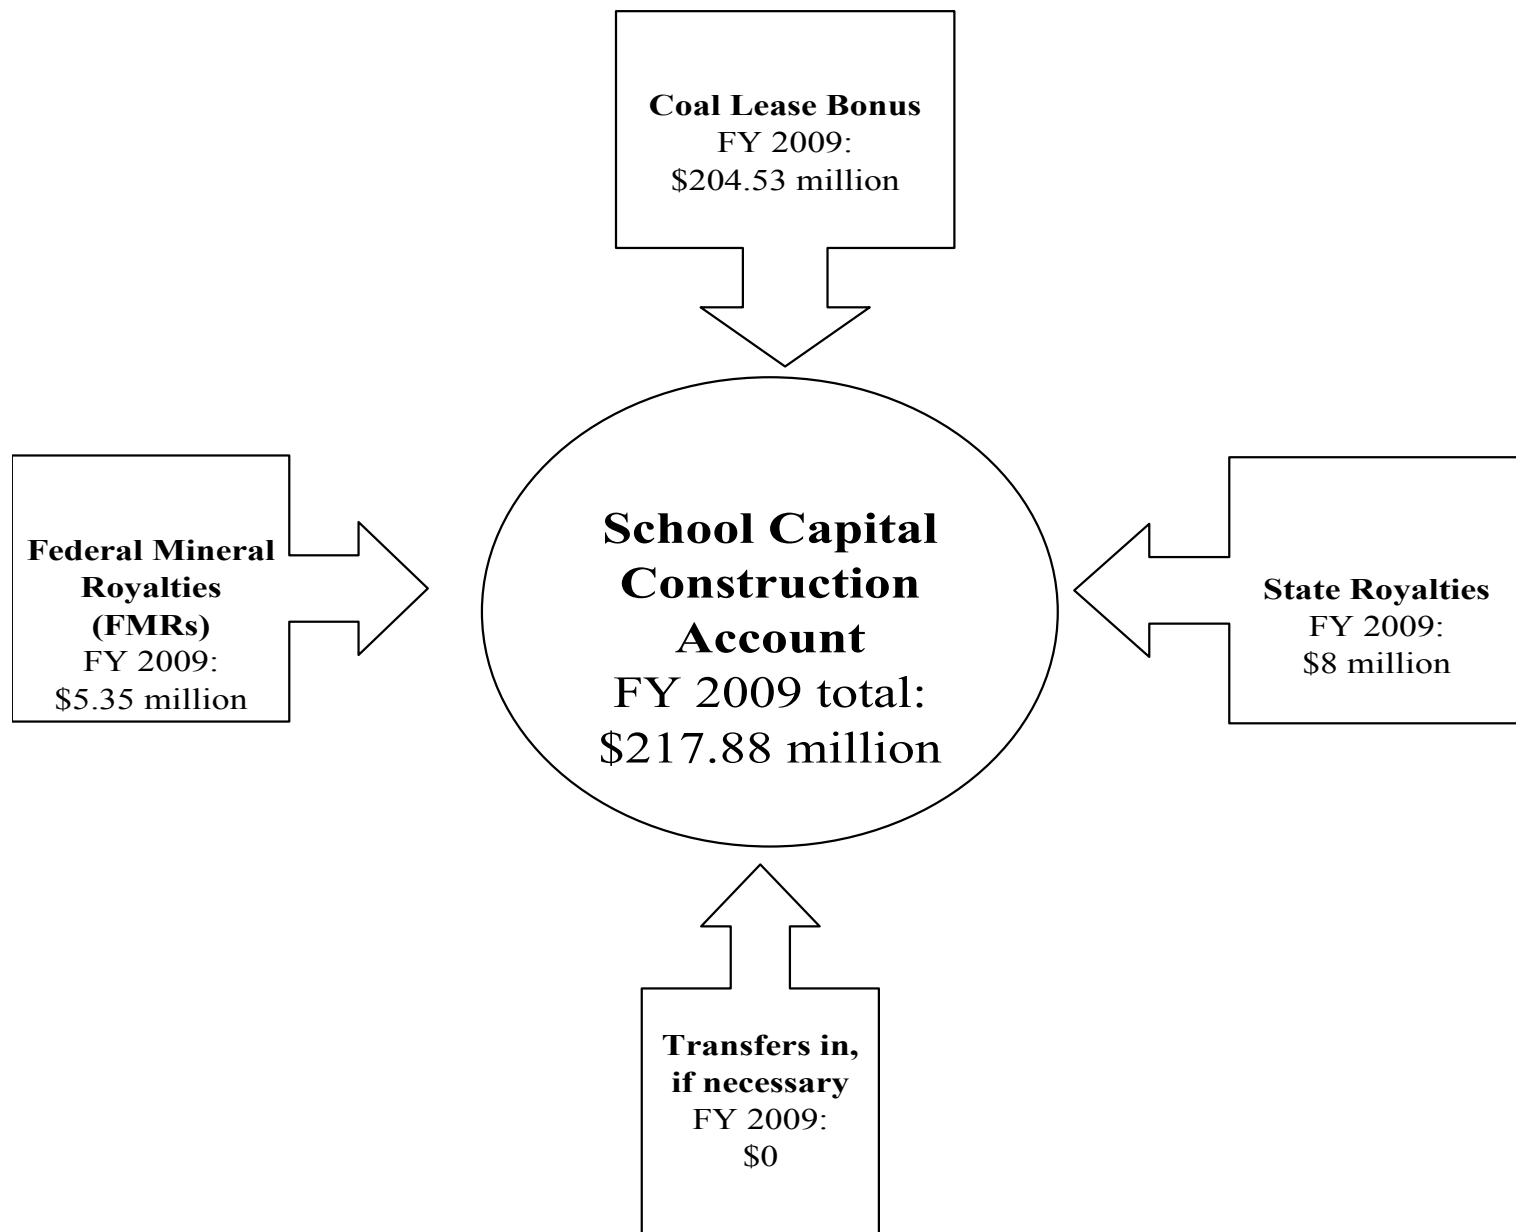 Coal Lease Bonus
FY 2009:
$204.53 million
Federal Mineral
Royalties
(FMRs)
FY 2009:
$5.35 million
School Capital
Construction
Account
FY 2009 total:
$217.88 million
State Royalties
FY 2009:
$8 million
Transfers in,
if necessary
FY 2009:
$0